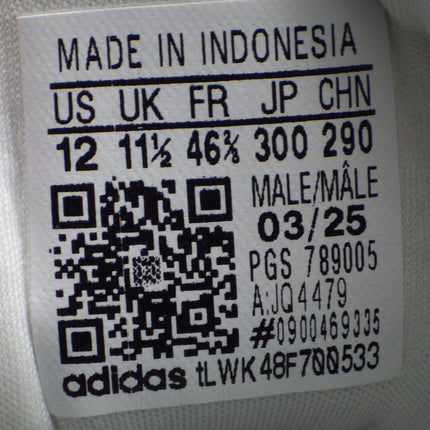 MADE IN INDONESIA
US UK FR JP CHN
12 11½ 46⅔ 300 290
MALE/MÂLE
03/25
PGS 789005
A:JQ4479
#0900469335
adidas tLWK48F700533